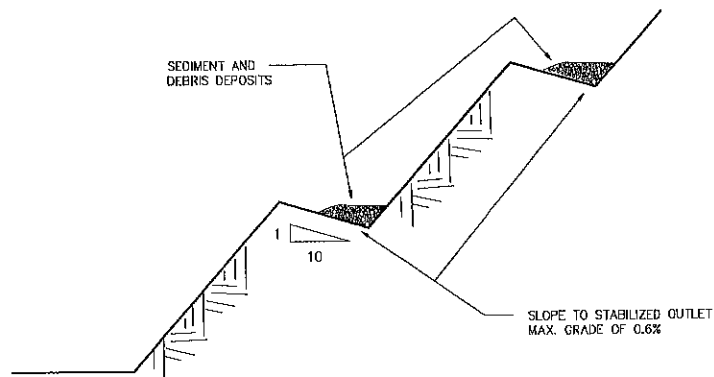 SEDIMENT AND
DEBRIS DEPOSITS
1
10
SLOPE TO STABILIZED OUTLET
MAX. GRADE OF 0.6%